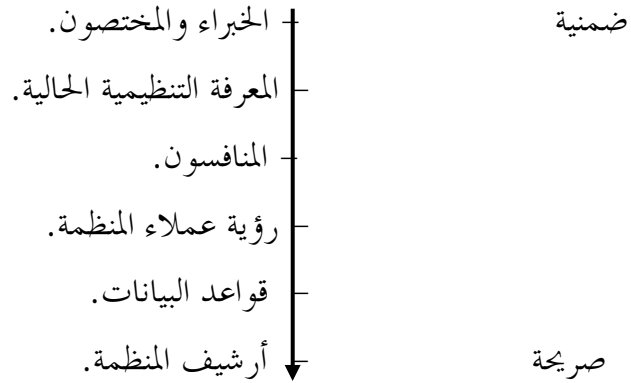 ضمنية - الخبراء والمختصون.
- المعرفة التنظيمية الحالية.
- المنافسون.
- رؤية عملاء المنظمة.
- قواعد البيانات.
صريحة - أرشيف المنظمة.